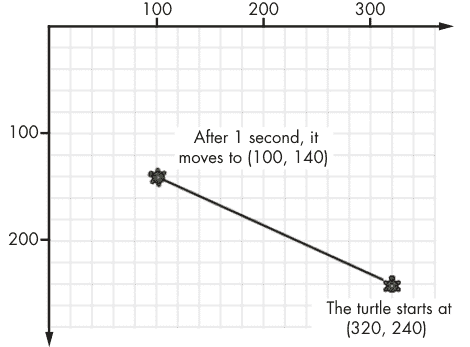 100 200 300
100
After 1 second, it
moves to (100, 140)
200
The turtle starts at
(320, 240)